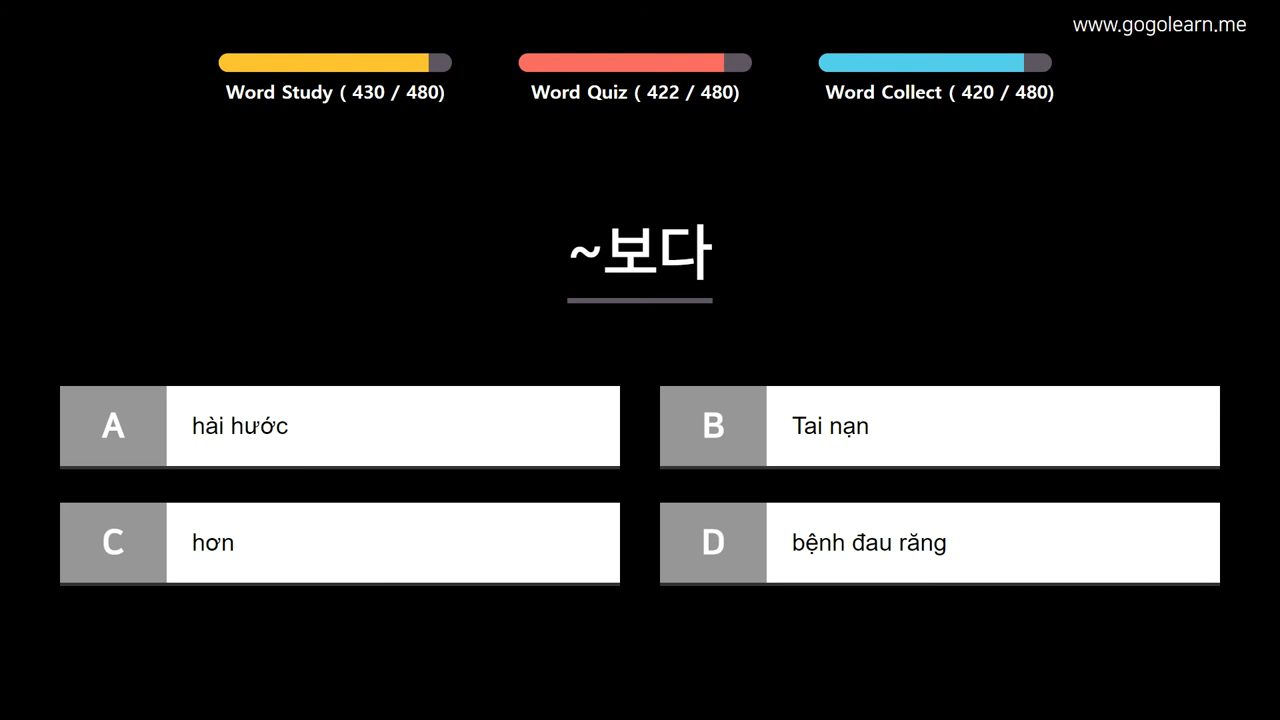 www.gogolearn.me
Word Study ( 430 / 480)
Word Quiz ( 422 / 480)
Word Collect ( 420 / 480)
~보다
A
hài hước
B
Tai nạn
C
hơn
D
bệnh đau răng